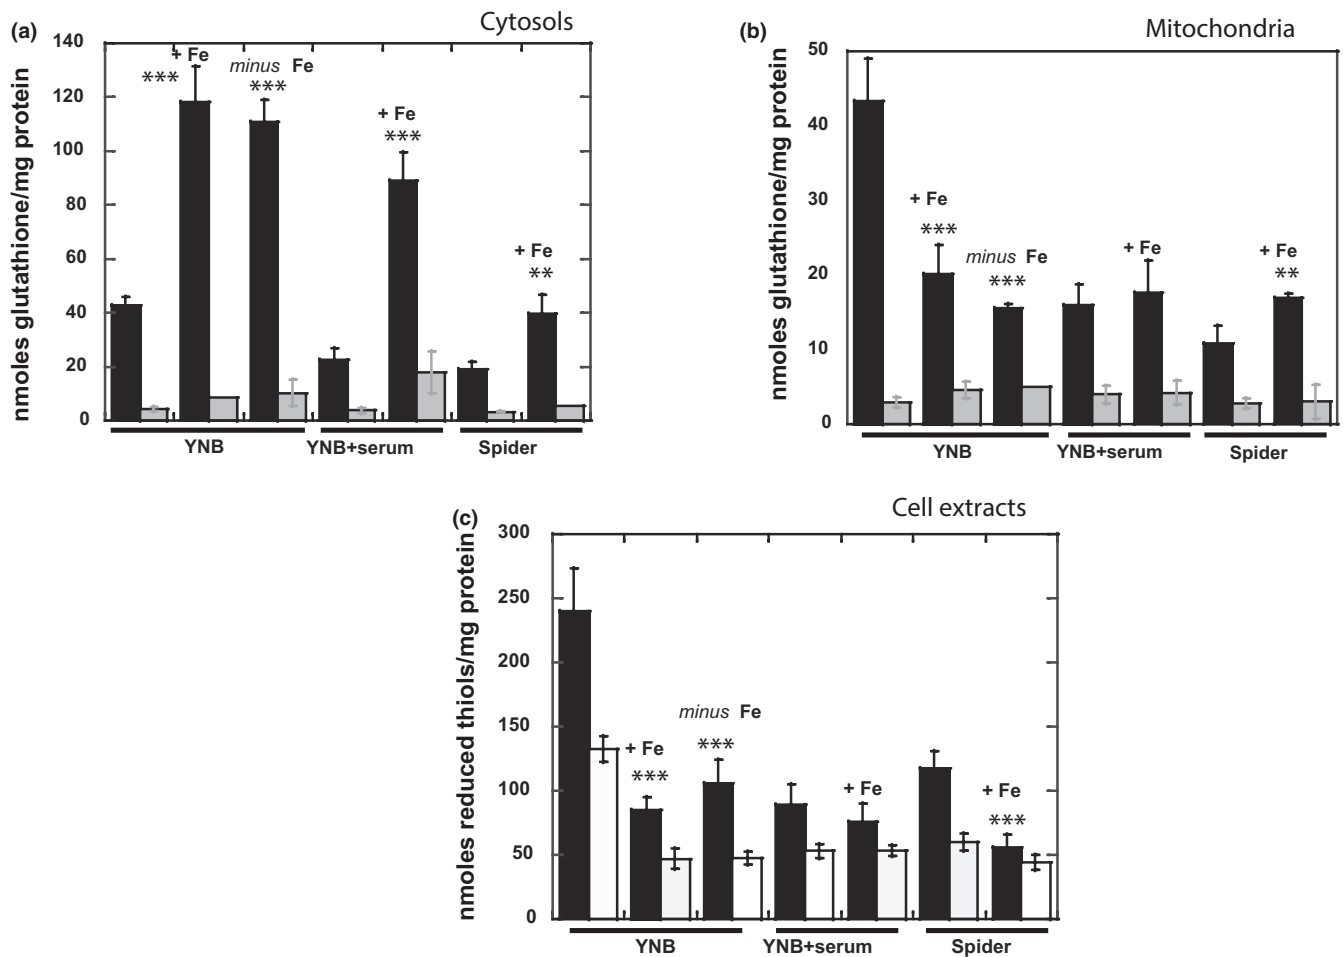 (a)
Cytosols
nmoles glutathione/mg protein
140
120
100
80
60
40
20
0
+ Fe
***
minus Fe
***
+ Fe
***
+ Fe
**
YNB
YNB+serum
Spider
(b)
Mitochondria
nmoles glutathione/mg protein
50
40
30
20
10
0
+ Fe
***
minus Fe
***
+ Fe
+ Fe
**
YNB
YNB+serum
Spider
(c)
Cell extracts
nmoles reduced thiols/mg protein
300
250
200
150
100
50
0
+ Fe
***
minus Fe
***
+ Fe
+ Fe
***
YNB
YNB+serum
Spider